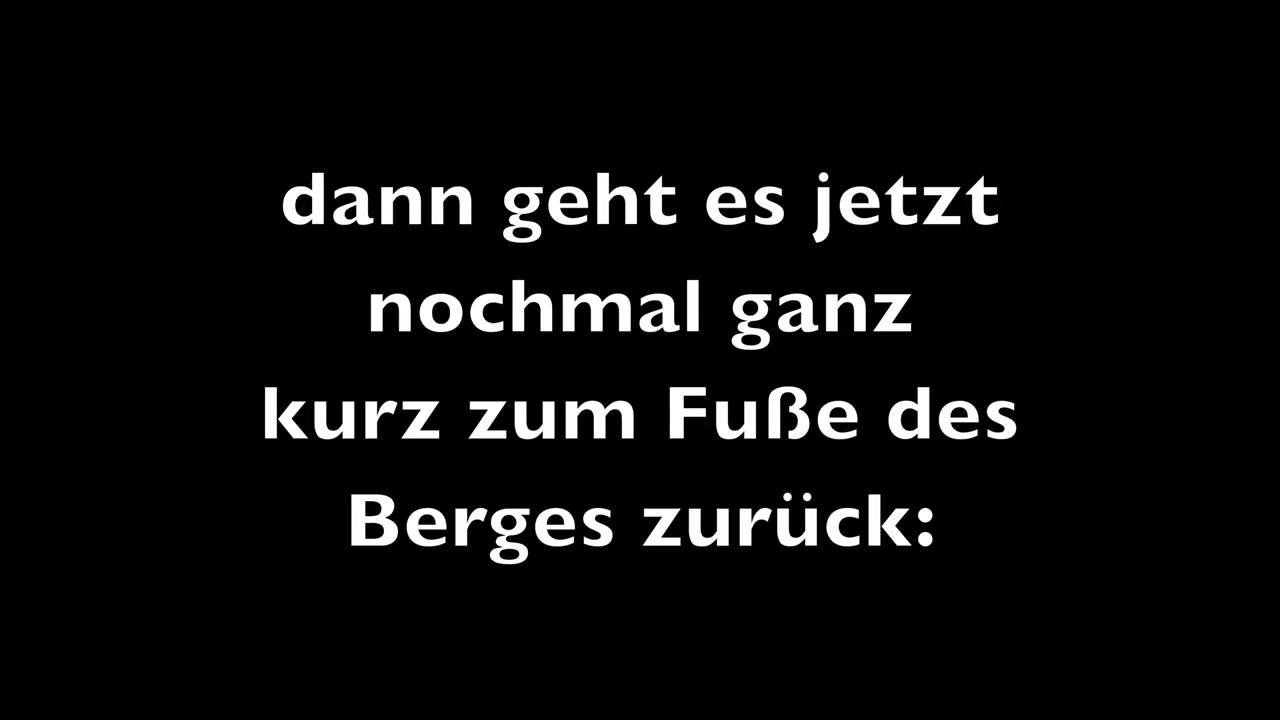 dann geht es jetzt
nochmal ganz
kurz zum Fuße des
Berges zurück: